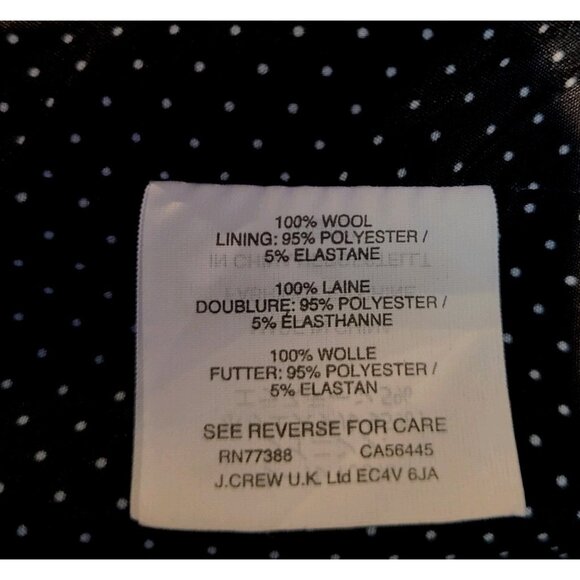 100% WOOL
LINING: 95% POLYESTER /
5% ELASTANE
100% LAINE
DOUBLURE: 95% POLYESTER /
5% ÉLASTHANNE
100% WOLLE
FUTTER: 95% POLYESTER /
5% ELASTAN
SEE REVERSE FOR CARE
RN77388 CA56445
J.CREW U.K. Ltd EC4V 6JA